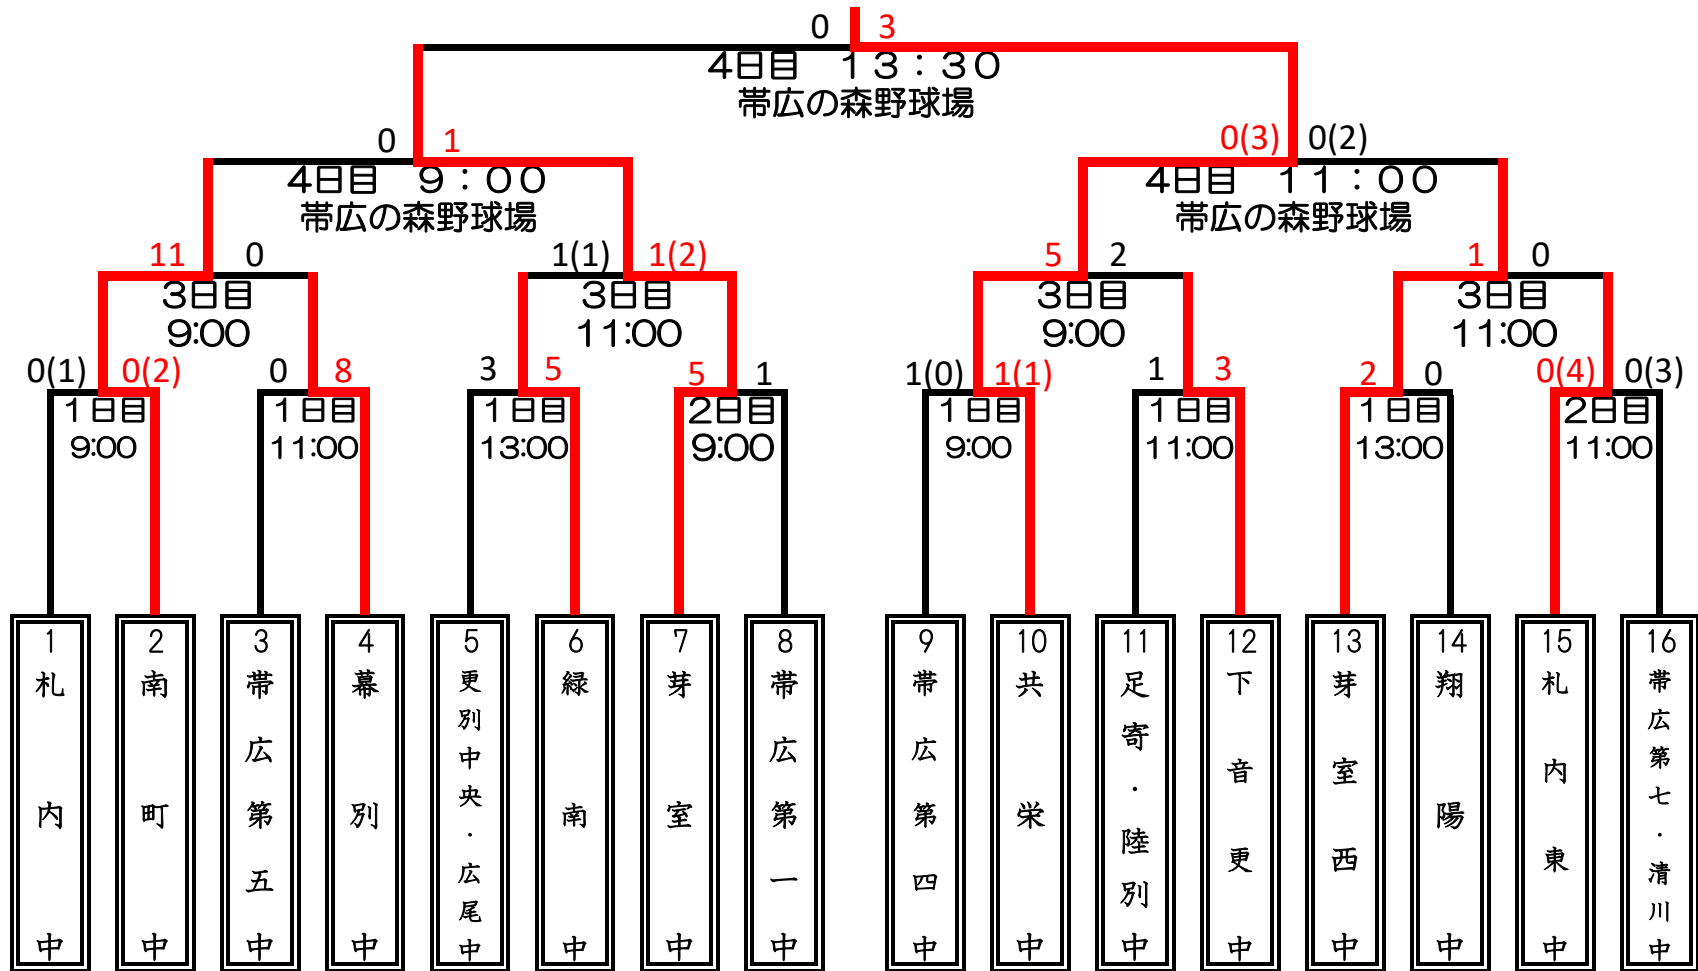 0 3
4日目 13：30
帯広の森野球場
0 1 0(3) 0(2)
4日目 9：00 4日目 11：00
帯広の森野球場 帯広の森野球場
11 0 1(1) 1(2) 5 2 1 0
3日目 3日目 3日目 3日目
9:00 11:00 9:00 11:00
0(1) 0(2) 0 8 3 5 5 1 1(0) 1(1) 1 3 2 0 0(4) 0(3)
1日目 1日目 1日目 2日目 1日目 1日目 1日目 2日目
9:00 11:00 13:00 9:00 9:00 11:00 13:00 11:00
1 札内中
2 南町中
3 帯広第五中
4 幕別中
5 更別中央・広尾中
6 緑南中
7 芽室中
8 帯広第一中
9 帯広第四中
10 共栄中
11 足寄・陸別中
12 下音更中
13 芽室西中
14 翔陽中
15 札内東中
16 帯広第七・清川中